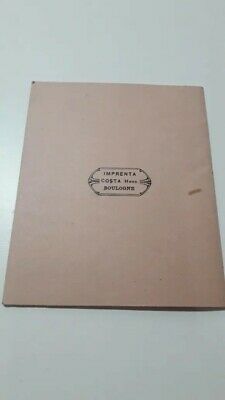 IMPRENTA
COSTA Hnos.
BOULOGNE